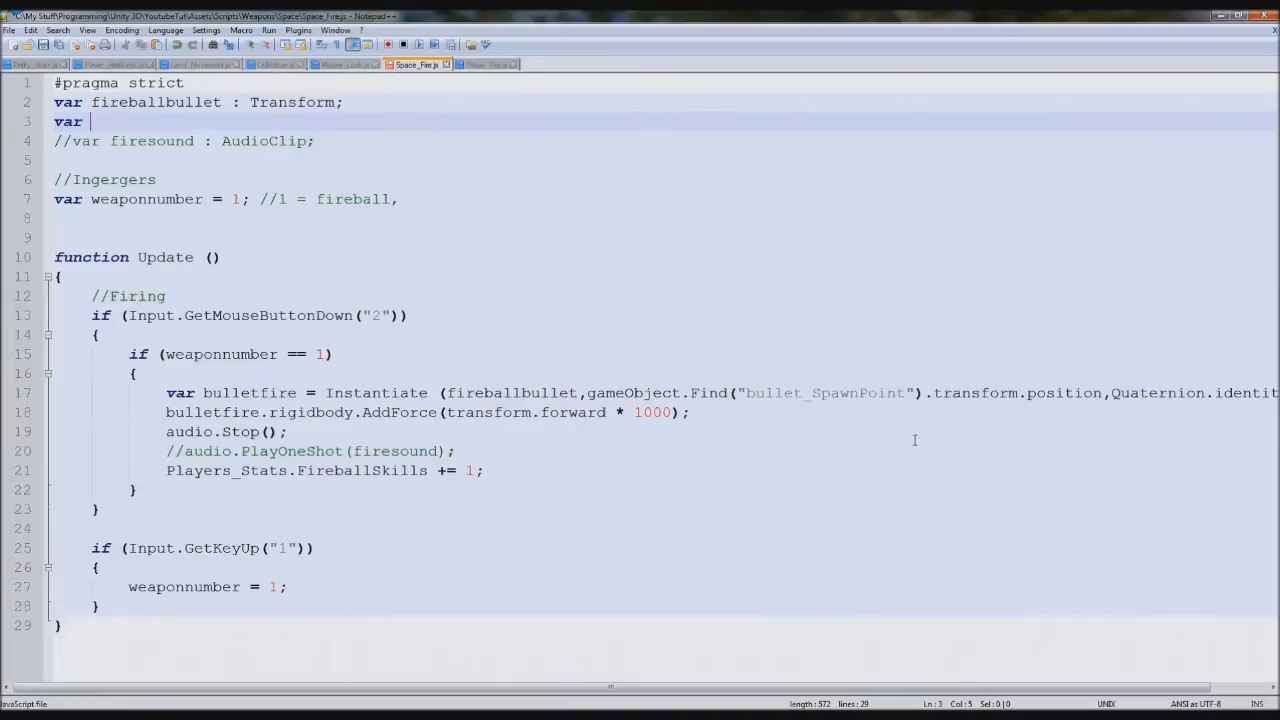 *C:\My Stuff\Programming\Unity 3D\YoutubeTut\Assets\Scripts\Weapons\Space\Space_Fire.js - Notepad++
File Edit Search View Encoding Language Settings Macro Run Plugins Window ?
Space_Fire.js
1 #pragma strict
2 var fireballbullet : Transform;
3 var
4 //var firesound : AudioClip;
5
6 //Ingergers
7 var weaponnumber = 1; //1 = fireball,
8
9
10 function Update ()
11 {
12 //Firing
13 if (Input.GetMouseButtonDown("2"))
14 {
15 if (weaponnumber == 1)
16 {
17 var bulletfire = Instantiate (fireballbullet,gameObject.Find("bullet_SpawnPoint").transform.position,Quaternion.identit
18 bulletfire.rigidbody.AddForce(transform.forward * 1000);
19 audio.Stop();
20 //audio.PlayOneShot(firesound);
21 Players_Stats.FireballSkills += 1;
22 }
23 }
24
25 if (Input.GetKeyUp("1"))
26 {
27 weaponnumber = 1;
28 }
29 }
JavaScript file length : 572 lines : 29 Ln : 3 Col : 5 Sel : 0 | 0 UNIX ANSI as UTF-8 INS